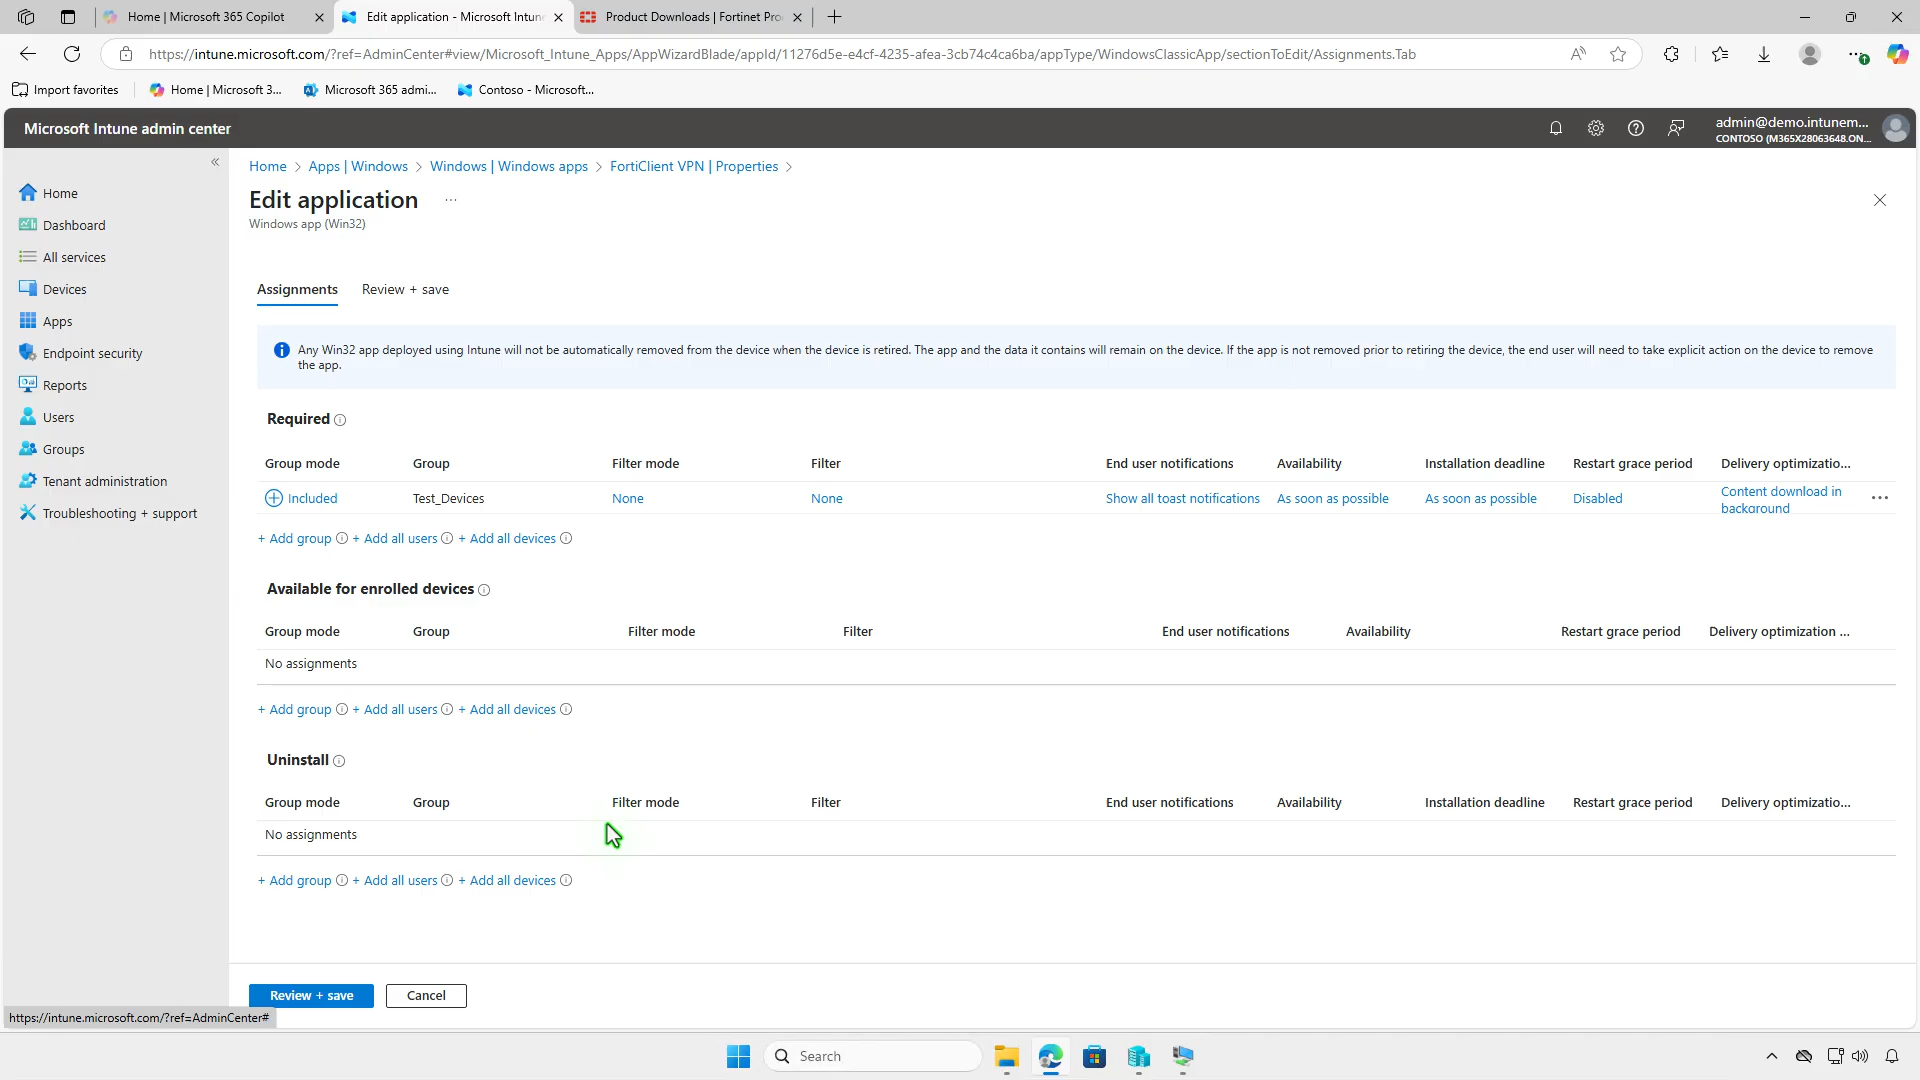 Home | Microsoft 365 Copilot
Edit application - Microsoft Intune
Product Downloads | Fortinet Pro
https://intune.microsoft.com/?ref=AdminCenter#view/Microsoft_Intune_Apps/AppWizardBlade/appId/11276d5e-e4cf-4235-afea-3cb74c4ca6ba/appType/WindowsClassicApp/sectionToEdit/Assignments.Tab
Import favorites
Home | Microsoft 3...
Microsoft 365 admi...
Contoso - Microsoft...
Microsoft Intune admin center
admin@demo.intunem...
CONTOSO (M365X28063648.ON...
Home > Apps | Windows > Windows | Windows apps > FortiClient VPN | Properties >
Edit application ...
Windows app (Win32)
Home
Dashboard
All services
Devices
Apps
Endpoint security
Reports
Users
Groups
Tenant administration
Troubleshooting + support
Assignments Review + save
Any Win32 app deployed using Intune will not be automatically removed from the device when the device is retired. The app and the data it contains will remain on the device. If the app is not removed prior to retiring the device, the end user will need to take explicit action on the device to remove
the app.
Required
Group mode Group Filter mode Filter End user notifications Availability Installation deadline Restart grace period Delivery optimizatio...
Included Test_Devices None None Show all toast notifications As soon as possible As soon as possible Disabled Content download in
background
+ Add group + Add all users + Add all devices
Available for enrolled devices
Group mode Group Filter mode Filter End user notifications Availability Restart grace period Delivery optimization ...
No assignments
+ Add group + Add all users + Add all devices
Uninstall
Group mode Group Filter mode Filter End user notifications Availability Installation deadline Restart grace period Delivery optimizatio...
No assignments
+ Add group + Add all users + Add all devices
Review + save Cancel
https://intune.microsoft.com/?ref=AdminCenter#
Search